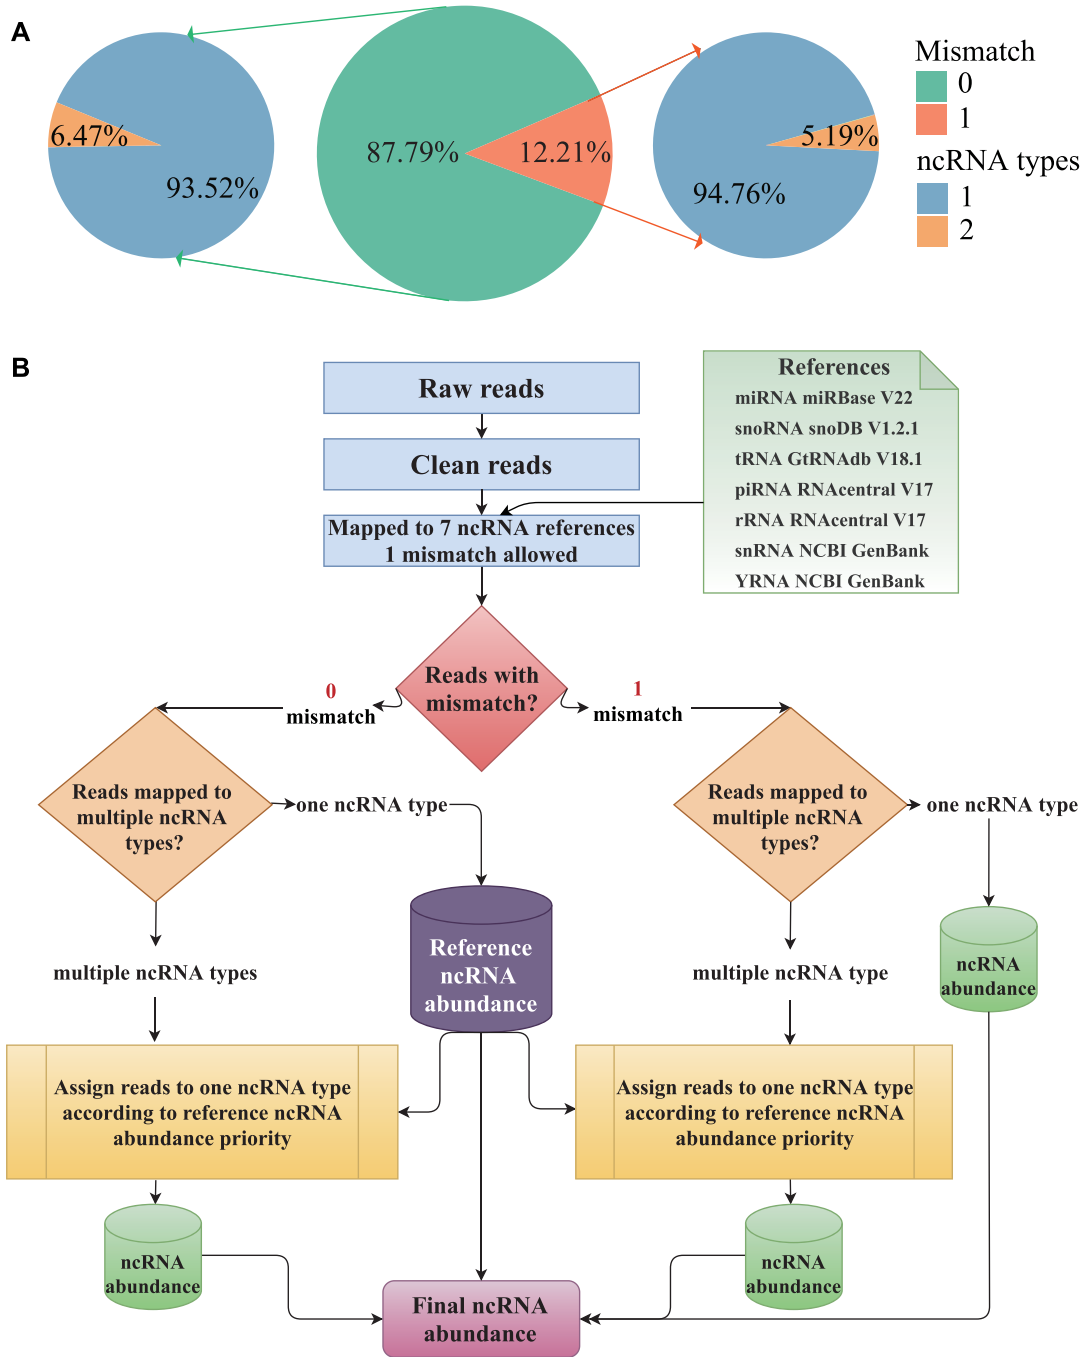 A
6.47%
93.52%
87.79%
12.21%
5.19%
94.76%
Mismatch
0
1
ncRNA types
1
2
B
Raw reads
Clean reads
Mapped to 7 ncRNA references
1 mismatch allowed
References
miRNA miRBase V22
snoRNA snoDB V1.2.1
tRNA GtRNAdb V18.1
piRNA RNAcentral V17
rRNA RNAcentral V17
snRNA NCBI GenBank
YRNA NCBI GenBank
Reads with
mismatch?
0
mismatch
1
mismatch
Reads mapped to
multiple ncRNA
types?
one ncRNA type
Reads mapped to
multiple ncRNA
types?
one ncRNA type
Reference
ncRNA
abundance
ncRNA
abundance
multiple ncRNA types
multiple ncRNA type
Assign reads to one ncRNA type
according to reference ncRNA
abundance priority
Assign reads to one ncRNA type
according to reference ncRNA
abundance priority
ncRNA
abundance
ncRNA
abundance
Final ncRNA
abundance